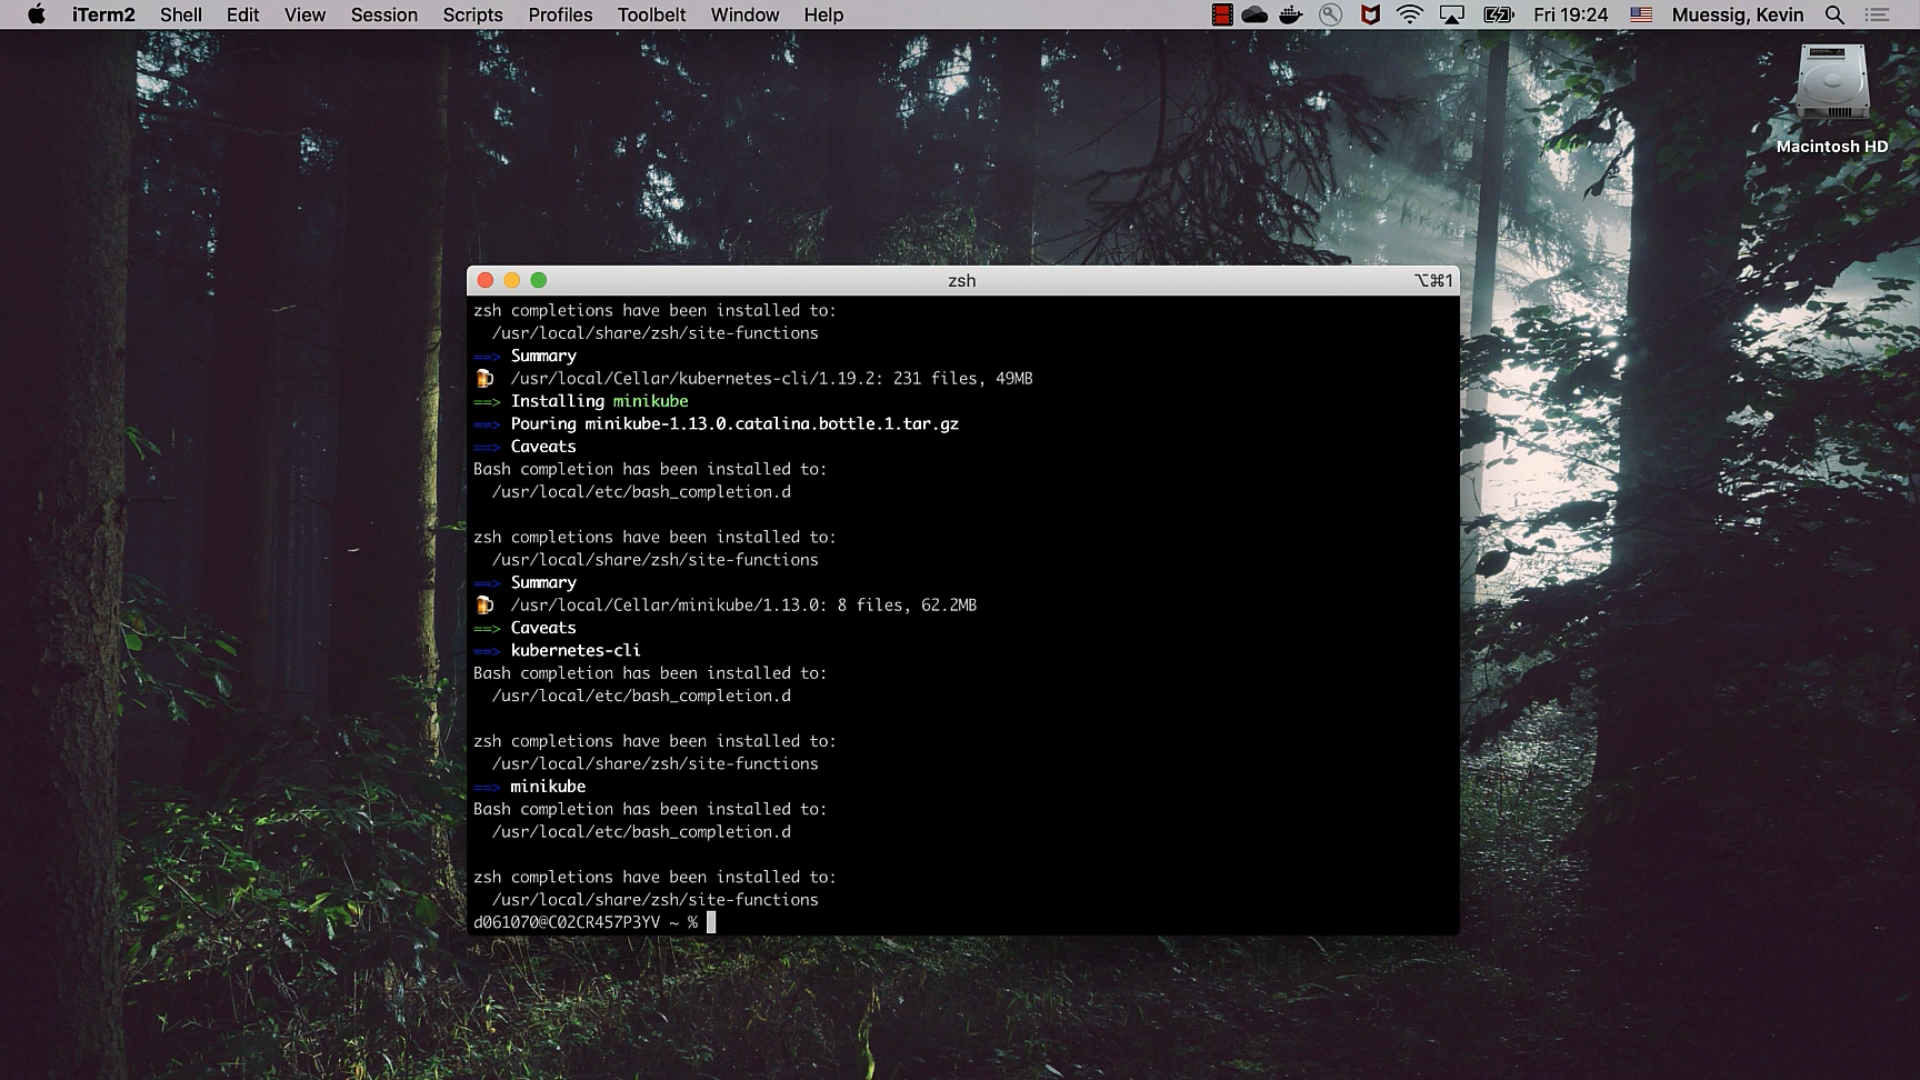 iTerm2 Shell Edit View Session Scripts Profiles Toolbelt Window Help Fri 19:24 Muessig, Kevin
Macintosh HD
zsh ⌥⌘1
zsh completions have been installed to:
/usr/local/share/zsh/site-functions
==> Summary
🍺 /usr/local/Cellar/kubernetes-cli/1.19.2: 231 files, 49MB
==> Installing minikube
==> Pouring minikube-1.13.0.catalina.bottle.1.tar.gz
==> Caveats
Bash completion has been installed to:
/usr/local/etc/bash_completion.d
zsh completions have been installed to:
/usr/local/share/zsh/site-functions
==> Summary
🍺 /usr/local/Cellar/minikube/1.13.0: 8 files, 62.2MB
==> Caveats
==> kubernetes-cli
Bash completion has been installed to:
/usr/local/etc/bash_completion.d
zsh completions have been installed to:
/usr/local/share/zsh/site-functions
==> minikube
Bash completion has been installed to:
/usr/local/etc/bash_completion.d
zsh completions have been installed to:
/usr/local/share/zsh/site-functions
d061070@C02CR457P3YV ~ %